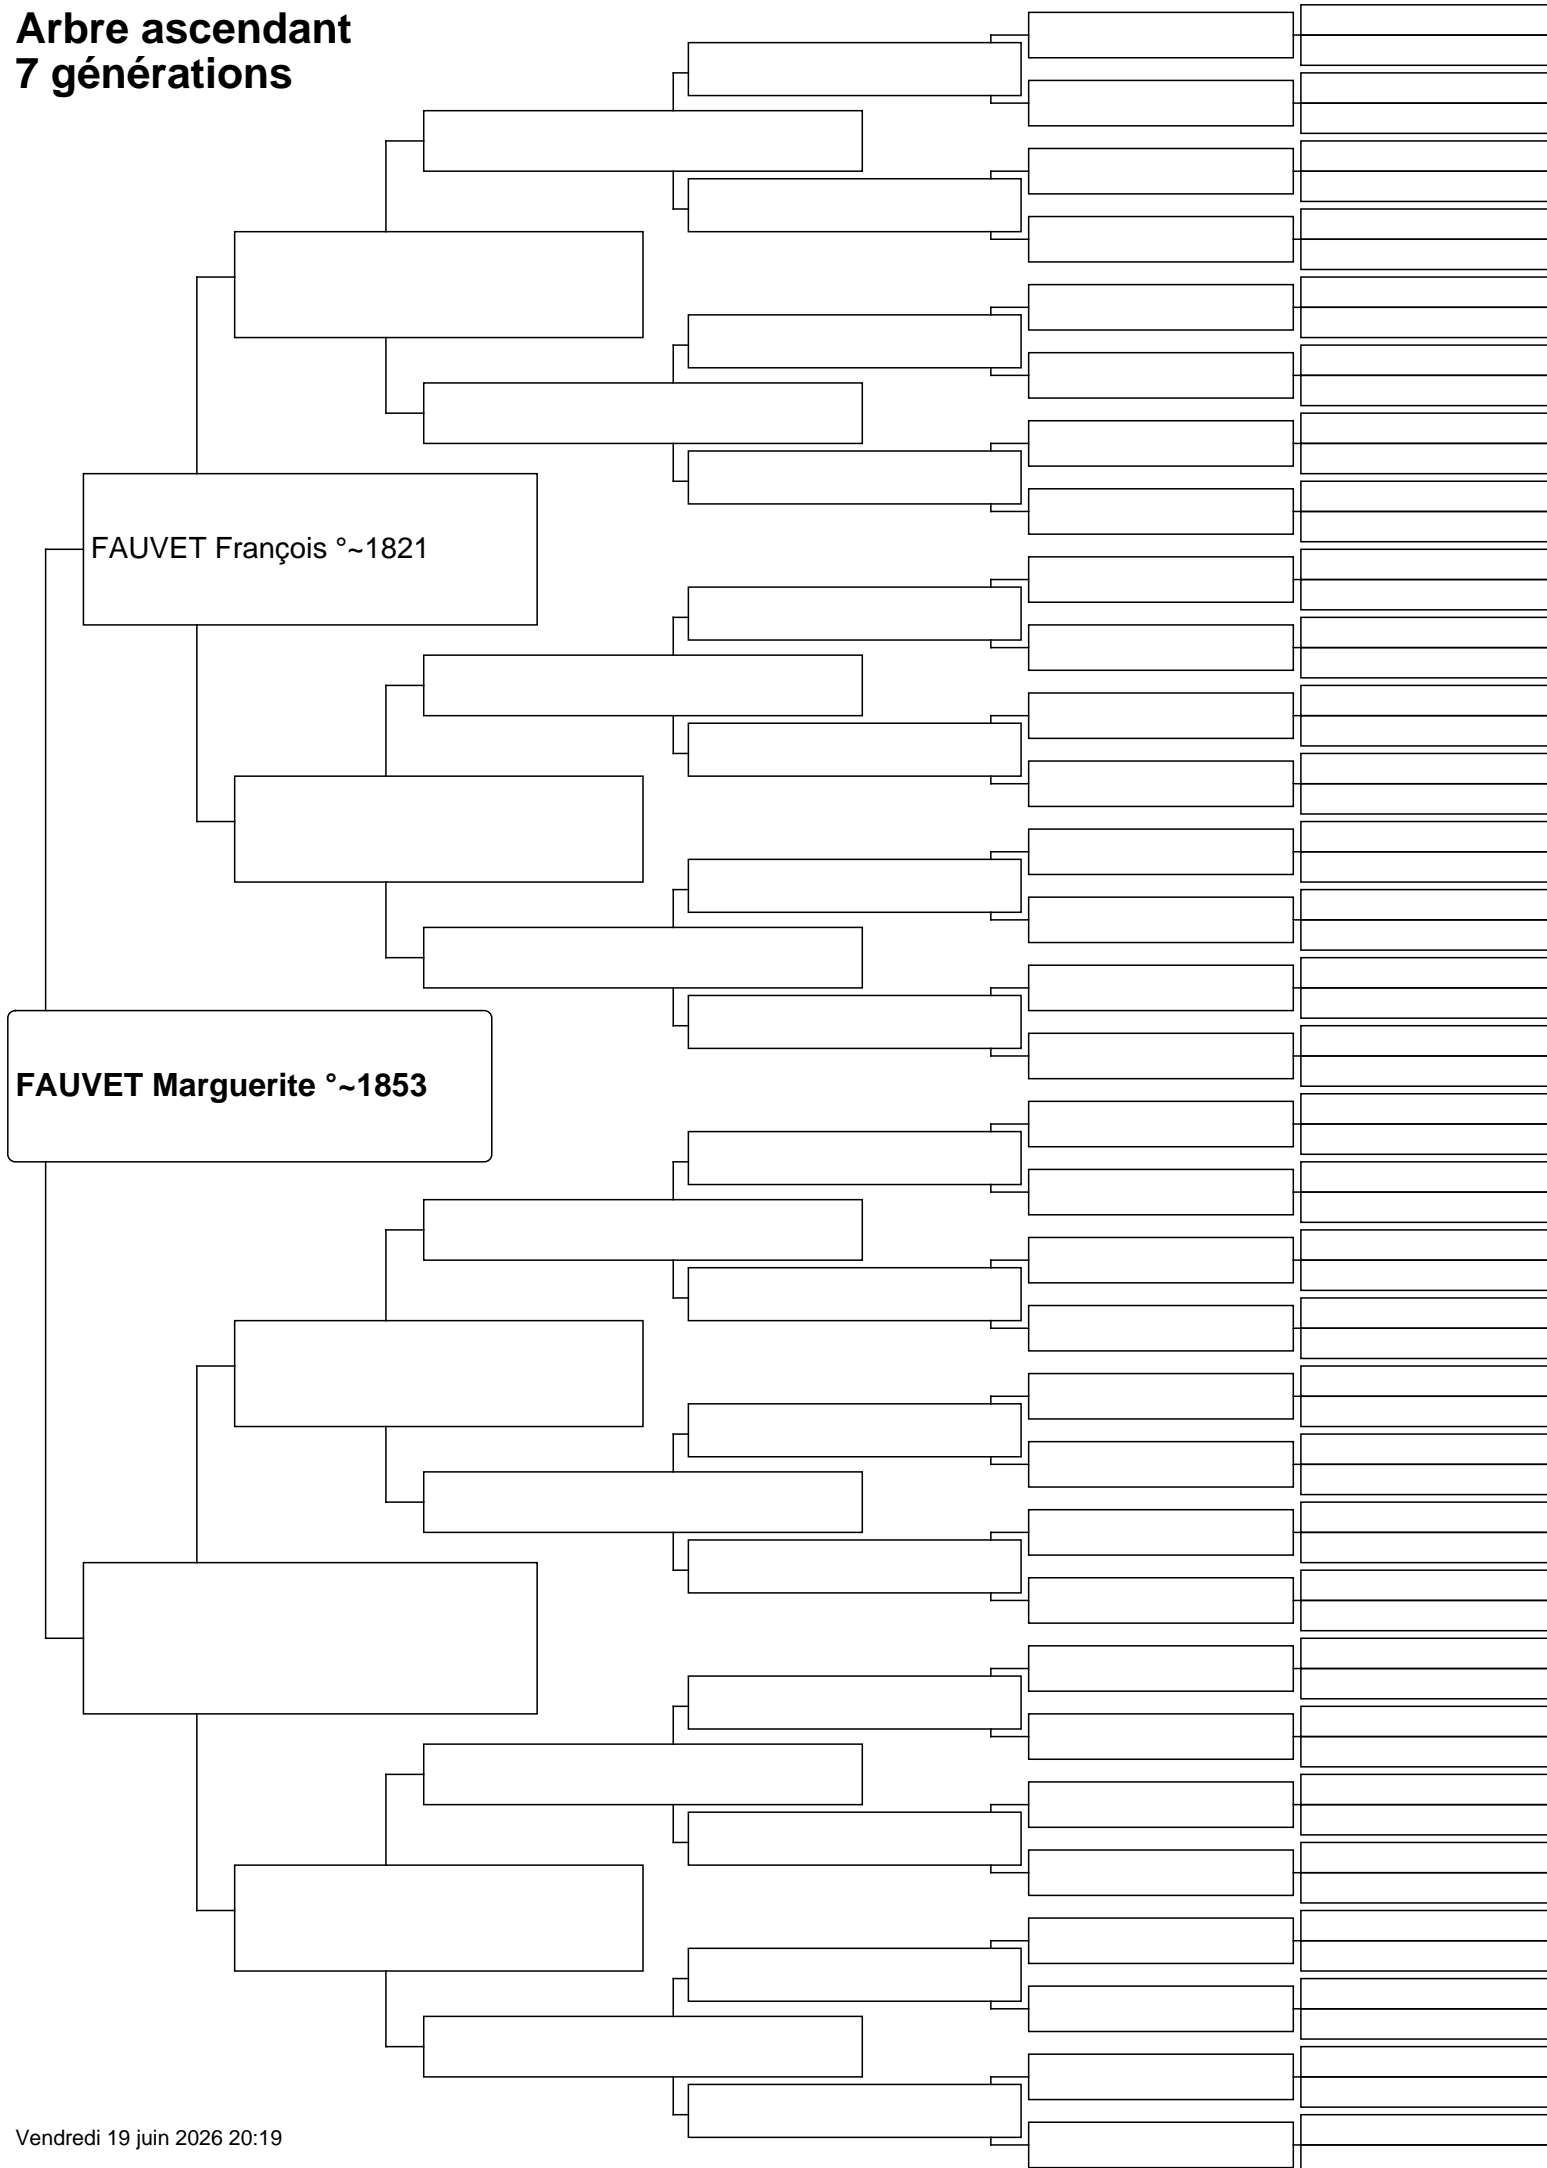 Arbre ascendant
7 générations
FAUVET François °~1821
FAUVET Marguerite °~1853
Vendredi 19 juin 2026 20:19